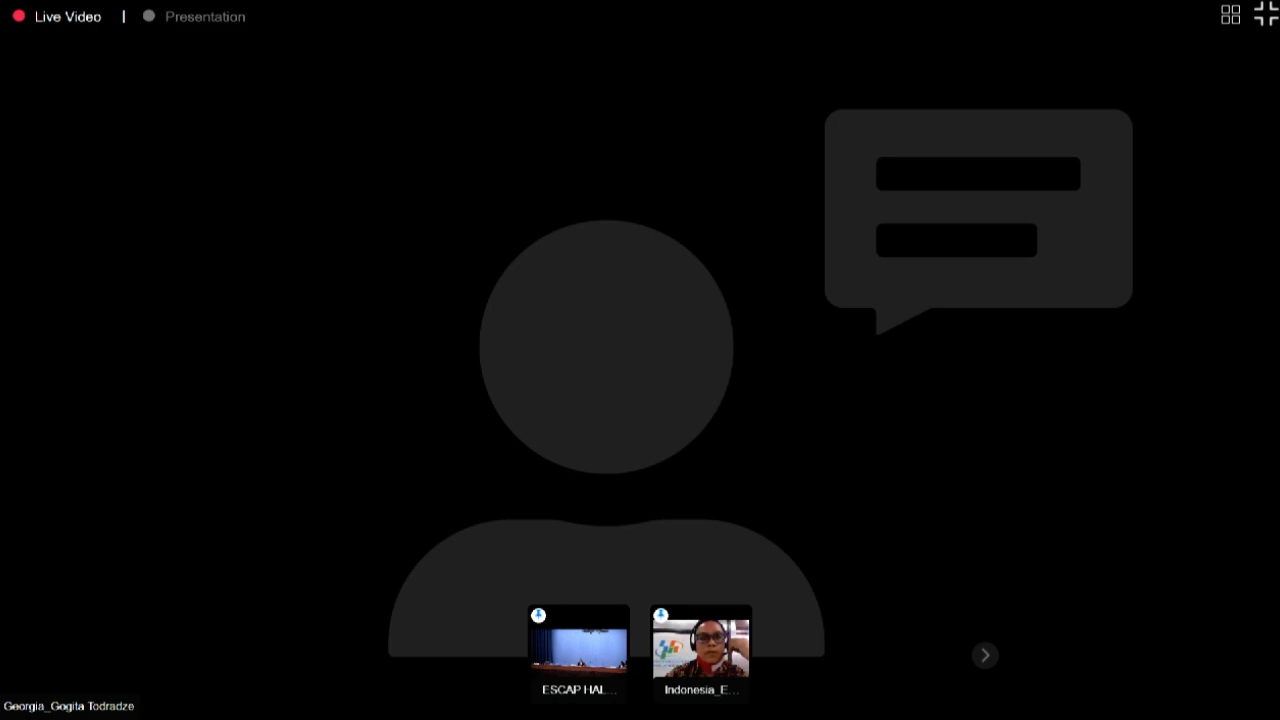 Live Video | Presentation
ESCAP HAL...
Indonesia_E...
Georgia_Gogita Todradze